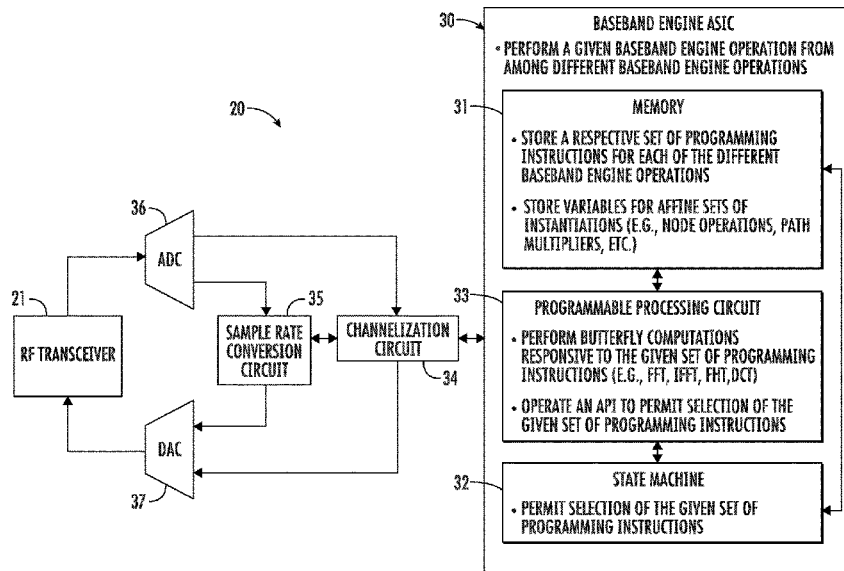 30
BASEBAND ENGINE ASIC
• PERFORM A GIVEN BASEBAND ENGINE OPERATION FROM
AMONG DIFFERENT BASEBAND ENGINE OPERATIONS
31
MEMORY
• STORE A RESPECTIVE SET OF PROGRAMMING
INSTRUCTIONS FOR EACH OF THE DIFFERENT
BASEBAND ENGINE OPERATIONS
• STORE VARIABLES FOR AFFINE SETS OF
INSTANTIATIONS (E.G., NODE OPERATIONS, PATH
MULTIPLIERS, ETC.)
20
36
ADC
21
RF TRANSCEIVER
35
SAMPLE RATE
CONVERSION
CIRCUIT
CHANNELIZATION
CIRCUIT
34
33
PROGRAMMABLE PROCESSING CIRCUIT
• PERFORM BUTTERFLY COMPUTATIONS
RESPONSIVE TO THE GIVEN SET OF PROGRAMMING
INSTRUCTIONS (E.G., FFT, IFFT, FHT,DCT)
• OPERATE AN API TO PERMIT SELECTION OF THE
GIVEN SET OF PROGRAMMING INSTRUCTIONS
DAC
37
32
STATE MACHINE
• PERMIT SELECTION OF THE GIVEN SET OF
PROGRAMMING INSTRUCTIONS